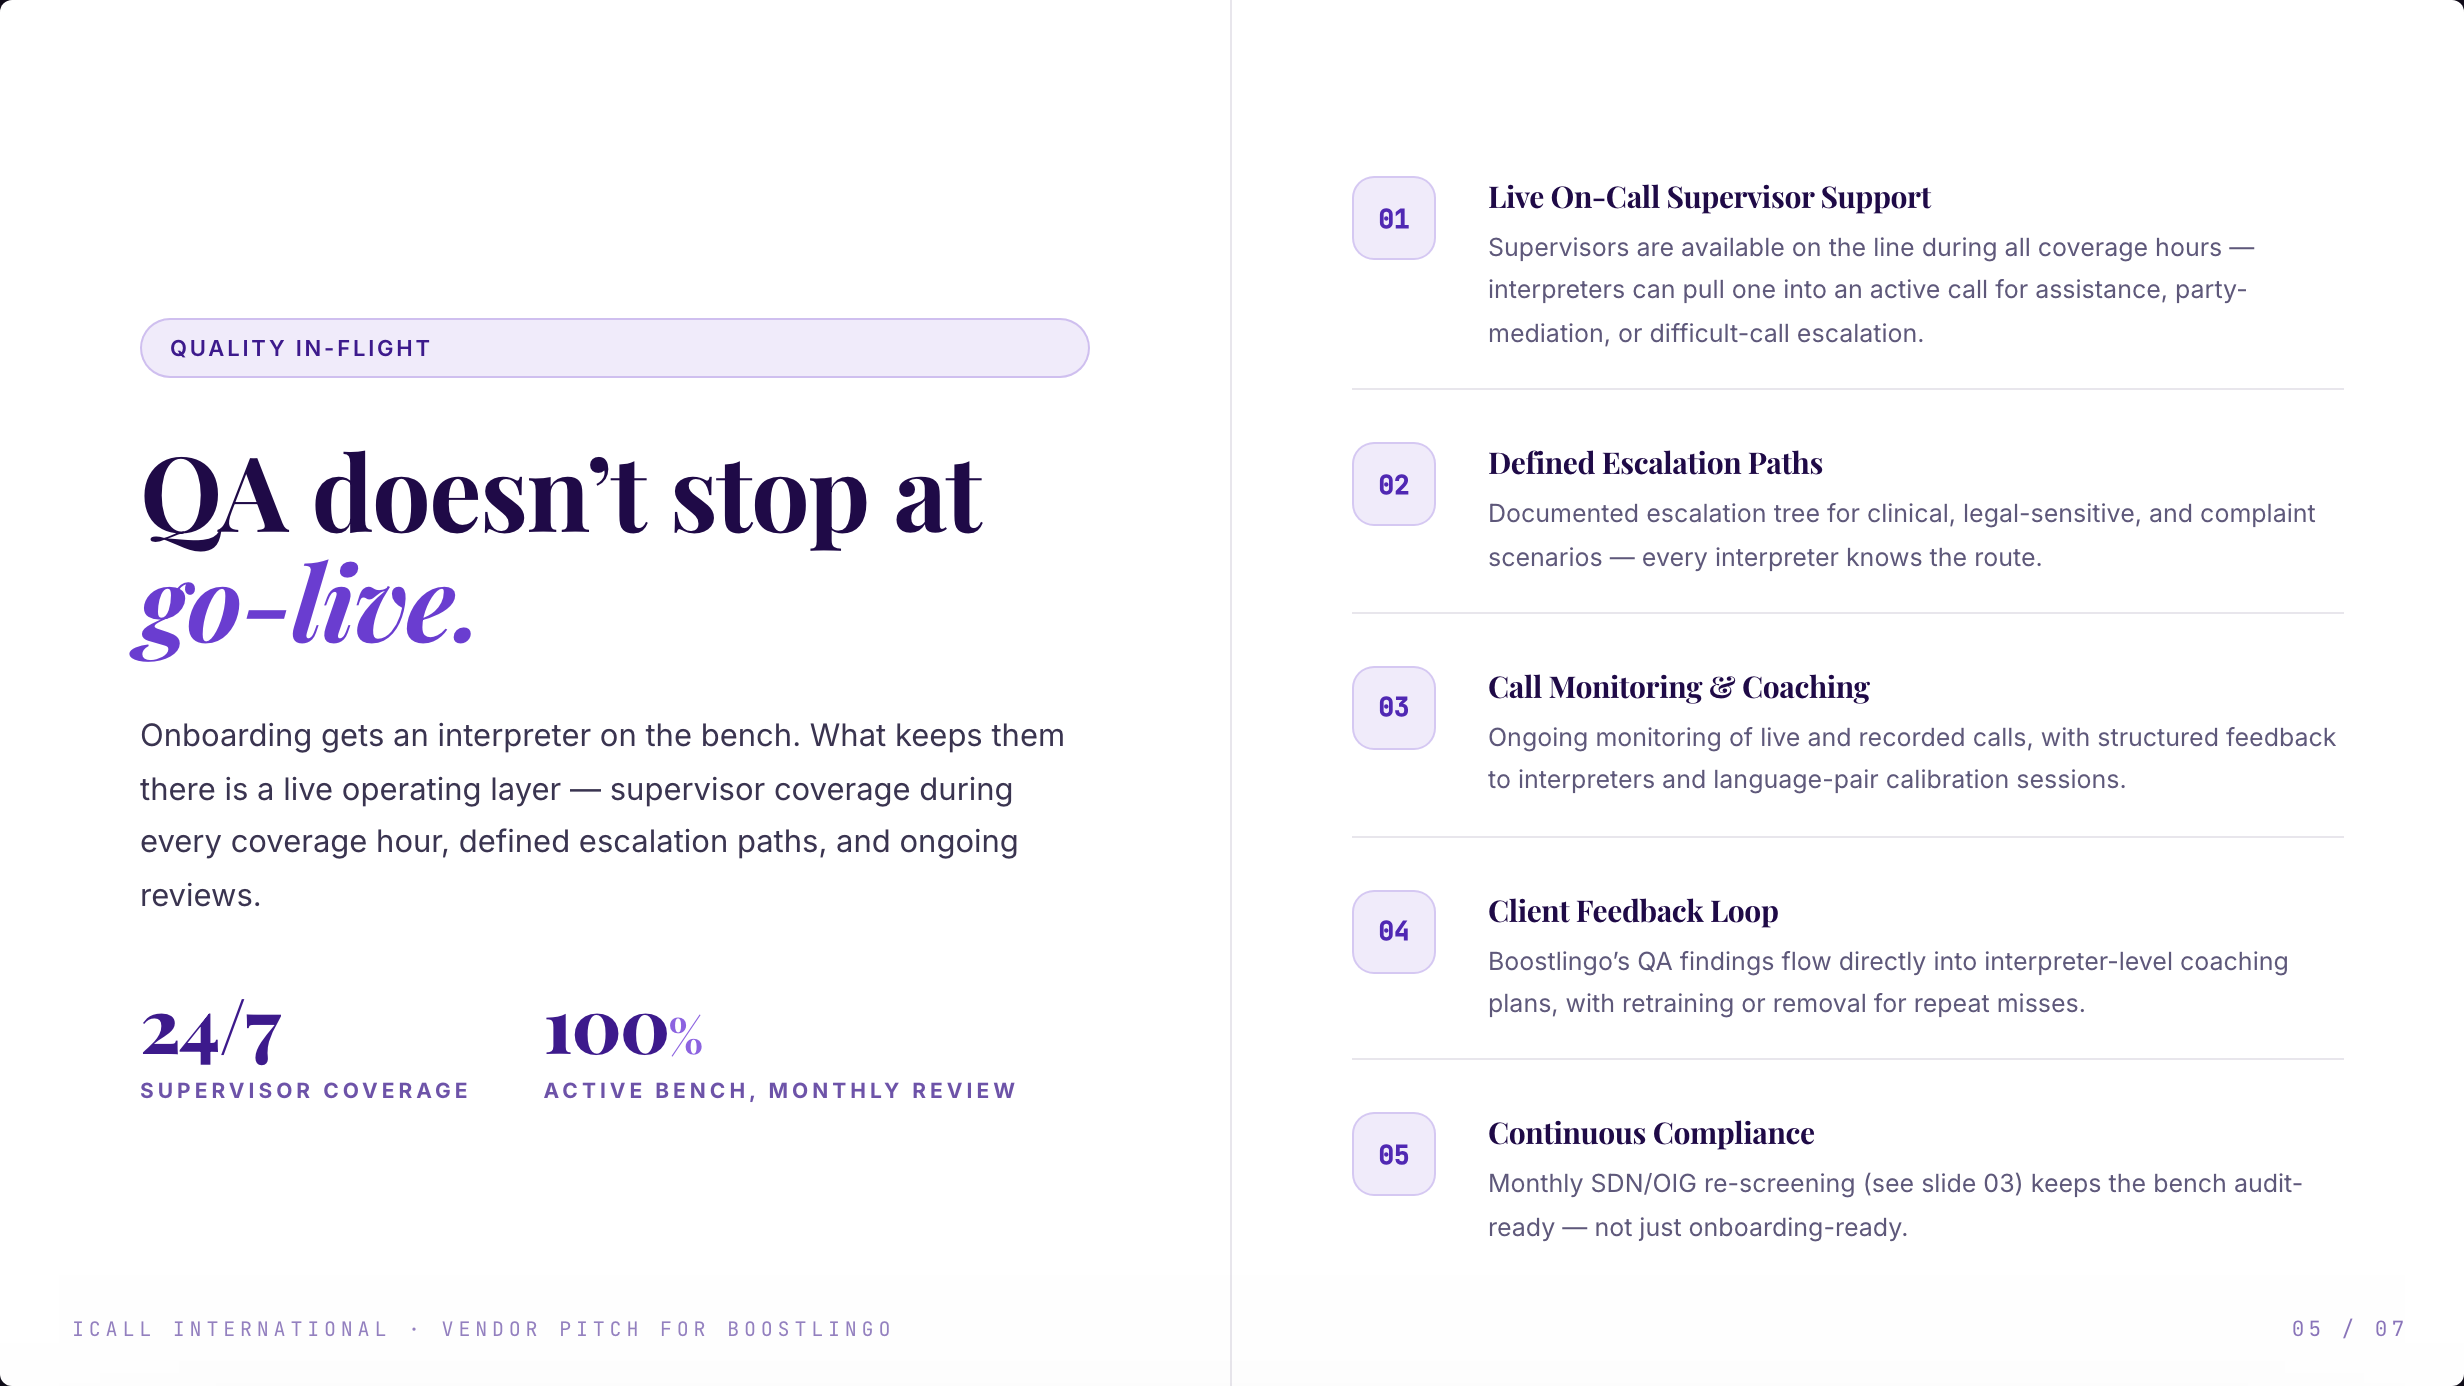 QUALITY IN-FLIGHT
QA doesn’t stop at
go-live.
Onboarding gets an interpreter on the bench. What keeps them
there is a live operating layer — supervisor coverage during
every coverage hour, defined escalation paths, and ongoing
reviews.
24/7
SUPERVISOR COVERAGE
100%
ACTIVE BENCH, MONTHLY REVIEW
01
Live On-Call Supervisor Support
Supervisors are available on the line during all coverage hours —
interpreters can pull one into an active call for assistance, party-
mediation, or difficult-call escalation.
02
Defined Escalation Paths
Documented escalation tree for clinical, legal-sensitive, and complaint
scenarios — every interpreter knows the route.
03
Call Monitoring & Coaching
Ongoing monitoring of live and recorded calls, with structured feedback
to interpreters and language-pair calibration sessions.
04
Client Feedback Loop
Boostlingo’s QA findings flow directly into interpreter-level coaching
plans, with retraining or removal for repeat misses.
05
Continuous Compliance
Monthly SDN/OIG re-screening (see slide 03) keeps the bench audit-
ready — not just onboarding-ready.
ICALL INTERNATIONAL · VENDOR PITCH FOR BOOSTLINGO
05 / 07